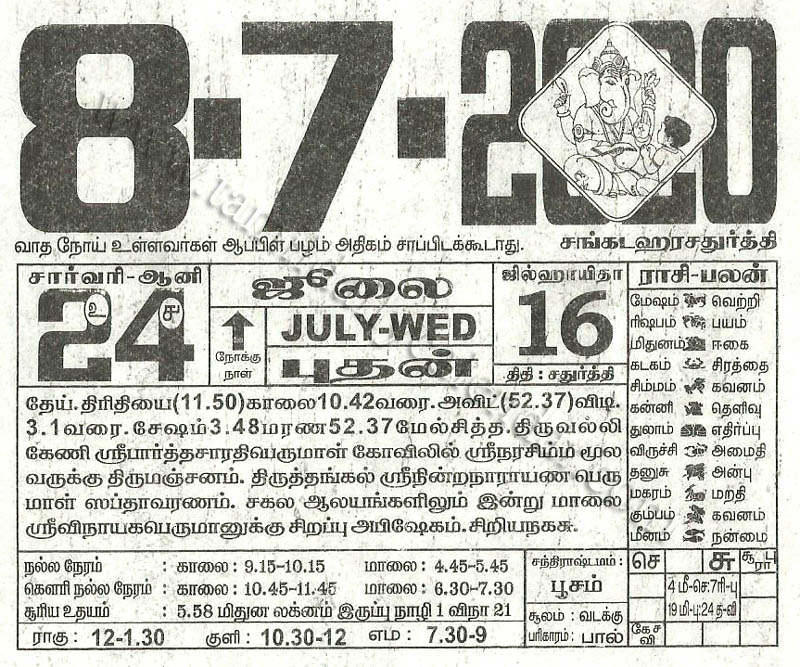 8-7-2020
வாத நோய் உள்ளவர்கள் ஆப்பிள் பழம் அதிகம் சாப்பிடக்கூடாது. சங்கடஹரசதுர்த்தி
சார்வரி-ஆனி
24
உ ச
ஜூலை
நோக்கு நாள்
JULY-WED
புதன்
ஜில்ஹாயிதா
16
திதி : சதுர்த்தி
தேய். திரிதியை(11.50)காலை10.42வரை. அவிட்(52.37)விடி.
3.1வரை. சேஷம்3.48மரண52.37மேல்சித்த. திருவல்லி
கேணி ஸ்ரீபார்த்தசாரதிபெருமாள் கோவிலில் ஸ்ரீநரசிம்ம மூல
வருக்கு திருமஞ்சனம். திருத்தங்கல் ஸ்ரீநின்றநாராயண பெரு
மாள் ஸப்தாவரணம். சகல ஆலயங்களிலும் இன்று மாலை
ஸ்ரீவிநாயகபெருமானுக்கு சிறப்பு அபிஷேகம். சிறியநகசு.
ராசி-பலன்
மேஷம் வெற்றி
ரிஷபம் பயம்
மிதுனம் ஈகை
கடகம் சிரத்தை
சிம்மம் கவனம்
கன்னி தெளிவு
துலாம் எதிர்ப்பு
விருச்சி அமைதி
தனுசு அன்பு
மகரம் மறதி
கும்பம் கவனம்
மீனம் நன்மை
நல்ல நேரம் : காலை: 9.15-10.15 மாலை: 4.45-5.45
கௌரி நல்ல நேரம் : காலை: 10.45-11.45 மாலை: 6.30-7.30
சூரிய உதயம் : 5.58 மிதுன லக்னம் இருப்பு நாழி 1 விநா 21
ராகு : 12-1.30 குளி : 10.30-12 எம : 7.30-9
சந்திராஷ்டமம் :
பூசம்
சூலம் : வடக்கு
பரிகாரம்: பால்
செ சு சூ பு ரா
4 மீ-செ:7ரி-பு
19 மி-பு:24 த-வி
கே ச
வி